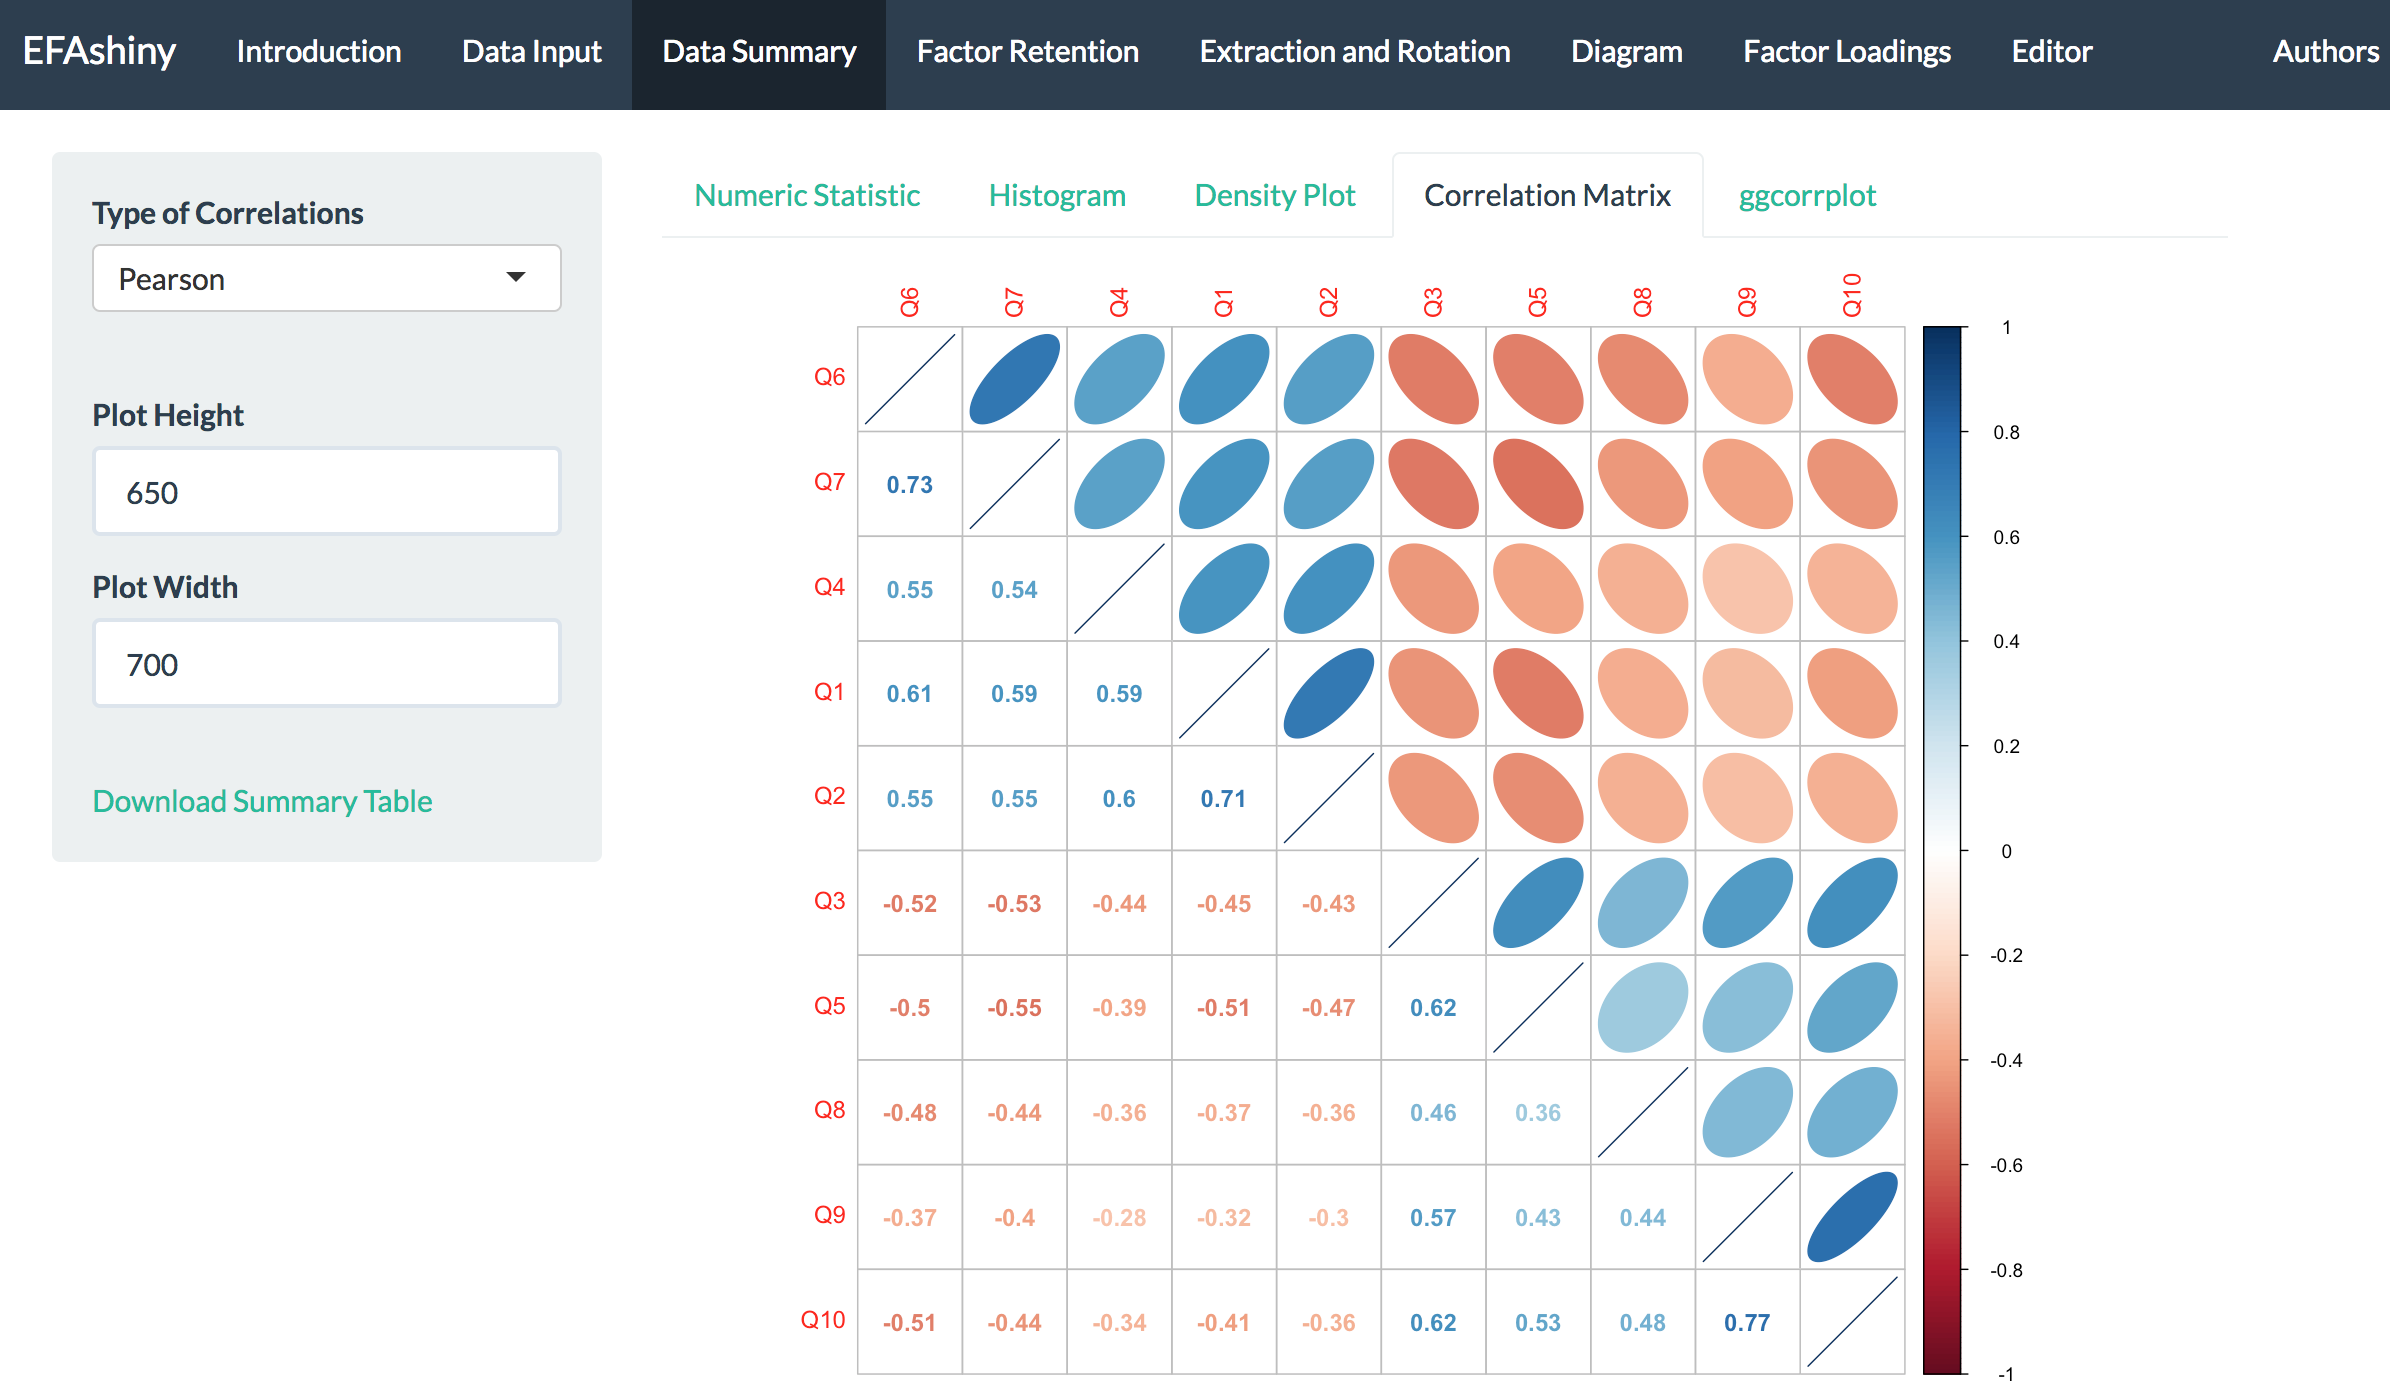 EFAshiny Introduction Data Input Data Summary Factor Retention Extraction and Rotation Diagram Factor Loadings Editor Authors
Type of Correlations
Pearson
Plot Height
650
Plot Width
700
Download Summary Table
Numeric Statistic Histogram Density Plot Correlation Matrix ggcorrplot
Q6 Q7 Q4 Q1 Q2 Q3 Q5 Q8 Q9 Q10
Q6
Q7 0.73
Q4 0.55 0.54
Q1 0.61 0.59 0.59
Q2 0.55 0.55 0.6 0.71
Q3 -0.52 -0.53 -0.44 -0.45 -0.43
Q5 -0.5 -0.55 -0.39 -0.51 -0.47 0.62
Q8 -0.48 -0.44 -0.36 -0.37 -0.36 0.46 0.36
Q9 -0.37 -0.4 -0.28 -0.32 -0.3 0.57 0.43 0.44
Q10 -0.51 -0.44 -0.34 -0.41 -0.36 0.62 0.53 0.48 0.77
1
0.8
0.6
0.4
0.2
0
-0.2
-0.4
-0.6
-0.8
-1